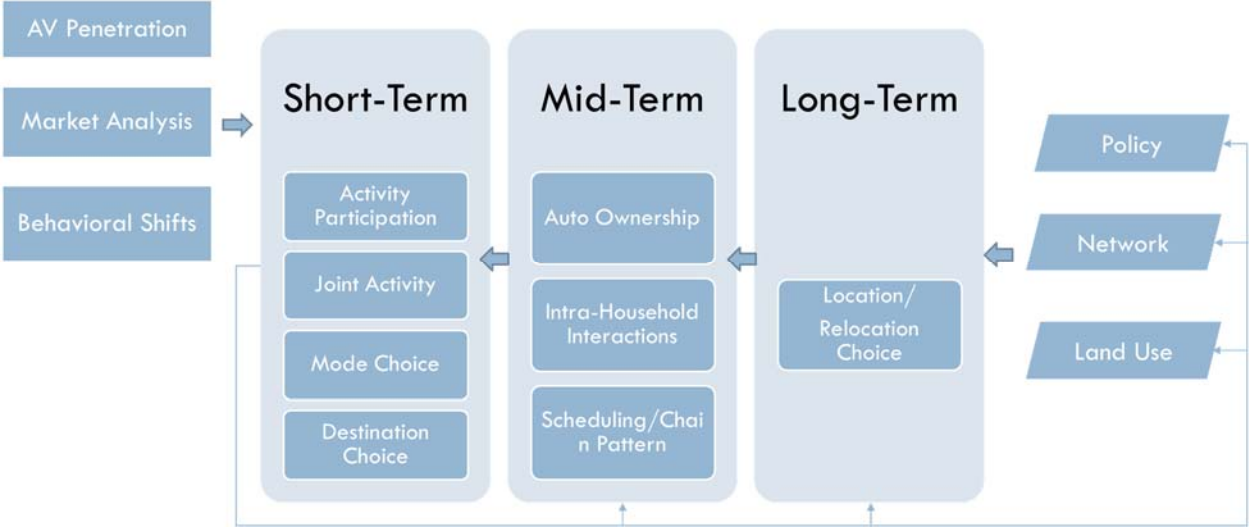 AV Penetration
Market Analysis
Behavioral Shifts
Short-Term
Activity
Participation
Joint Activity
Mode Choice
Destination
Choice
Mid-Term
Auto Ownership
Intra-Household
Interactions
Scheduling/Chai
n Pattern
Long-Term
Location/
Relocation
Choice
Policy
Network
Land Use